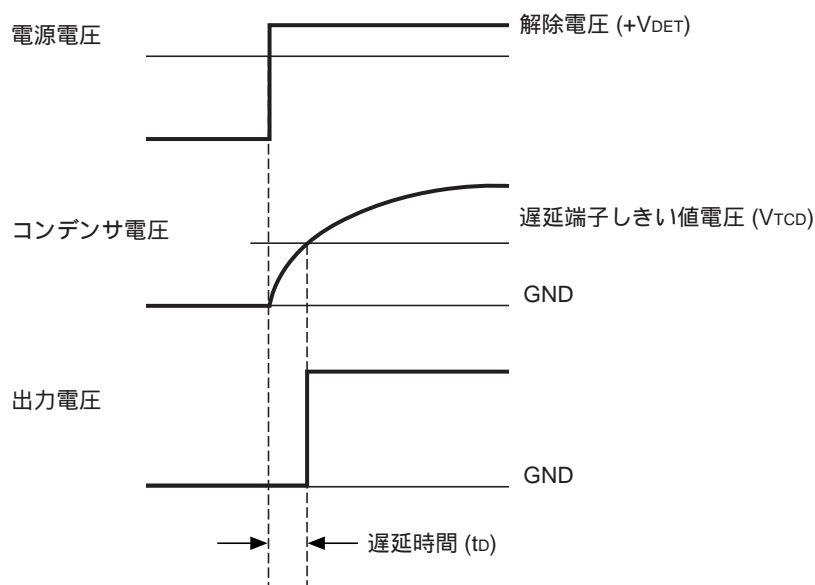 電源電圧
解除電圧 (+VDET)
コンデンサ電圧
遅延端子しきい値電圧 (VTCD)
GND
出力電圧
GND
遅延時間 (tD)